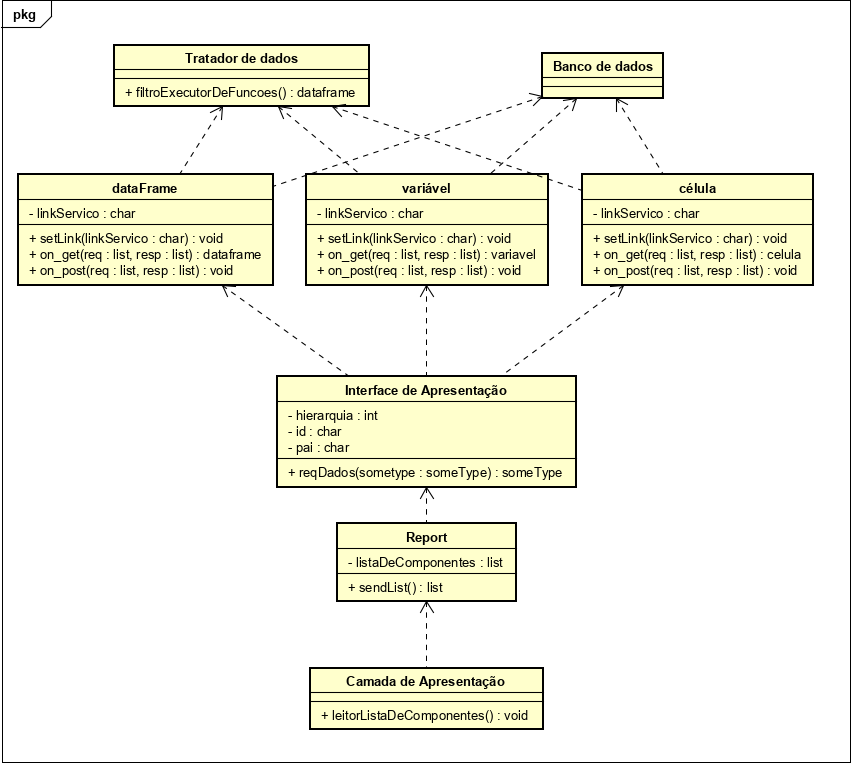 pkg
Tratador de dados
+ filtroExecutorDeFuncoes() : dataframe
Banco de dados
dataFrame
- linkServico : char
+ setLink(linkServico : char) : void
+ on_get(req : list, resp : list) : dataframe
+ on_post(req : list, resp : list) : void
variável
- linkServico : char
+ setLink(linkServico : char) : void
+ on_get(req : list, resp : list) : variavel
+ on_post(req : list, resp : list) : void
célula
- linkServico : char
+ setLink(linkServico : char) : void
+ on_get(req : list, resp : list) : celula
+ on_post(req : list, resp : list) : void
Interface de Apresentação
- hierarquia : int
- id : char
- pai : char
+ reqDados(sometype : someType) : someType
Report
- listaDeComponentes : list
+ sendList() : list
Camada de Apresentação
+ leitorListaDeComponentes() : void